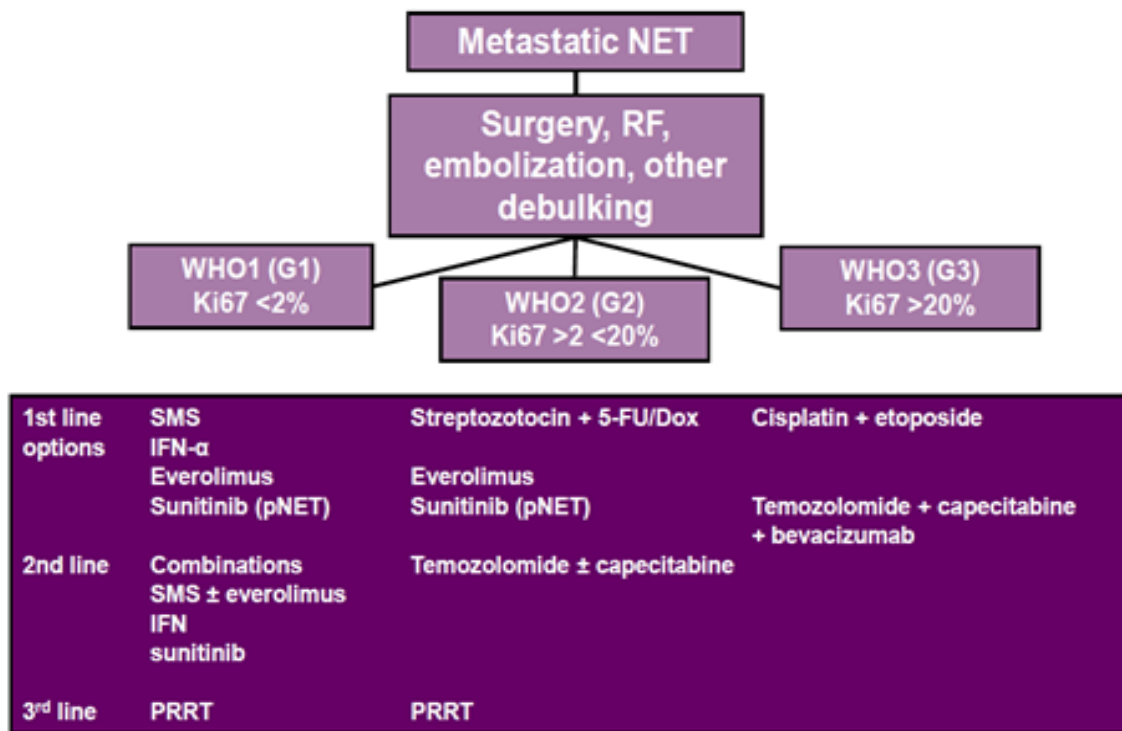 Metastatic NET
Surgery, RF,
embolization, other
debulking
WHO1 (G1)
Ki67 <2%
WHO2 (G2)
Ki67 >2 <20%
WHO3 (G3)
Ki67 >20%
1st line SMS Streptozotocin + 5-FU/Dox Cisplatin + etoposide
options IFN-α
Everolimus Everolimus
Sunitinib (pNET) Sunitinib (pNET) Temozolomide + capecitabine
+ bevacizumab
2nd line Combinations Temozolomide ± capecitabine
SMS ± everolimus
IFN
sunitinib
3rd line PRRT PRRT